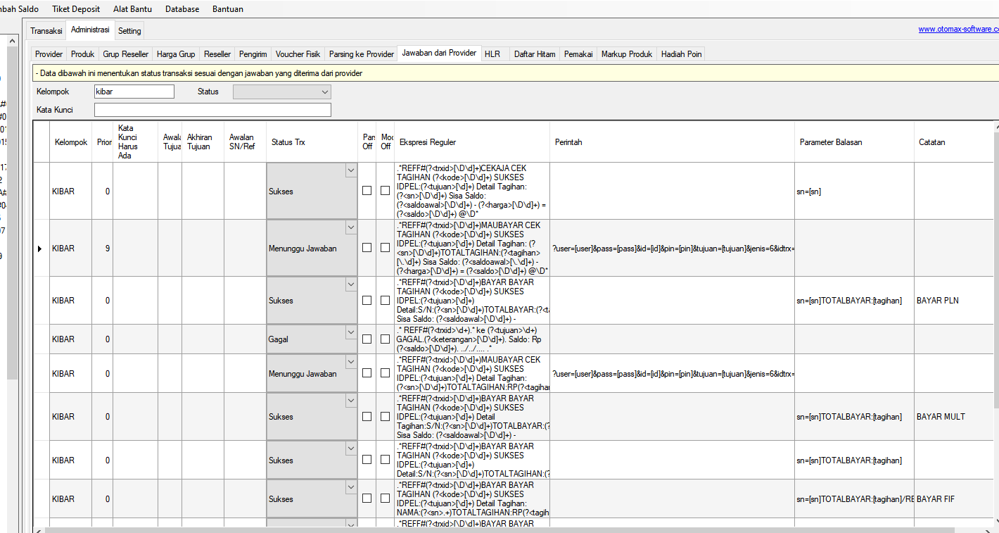 mbah Saldo Tiket Deposit Alat Bantu Database Bantuan
Transaksi Administrasi Setting
www.otomax-software.co
Provider Produk Grup Reseller Harga Grup Reseller Pengirim Voucher Fisik Parsing ke Provider Jawaban dari Provider HLR Daftar Hitam Pemakai Markup Produk Hadiah Poin
- Data dibawah ini menentukan status transaksi sesuai dengan jawaban yang diterima dari provider
Kelompok kibar Status
Kata Kunci
Kelompok Prior Kata Kunci Harus Ada Awala Tujua Akhiran Tujuan Awalan SN/Ref Status Trx Pars Off Mod Off Ekspresi Reguler Perintah Parameter Balasan Catatan
KIBAR 0 Sukses
.*REFF#(?<trxid>[\D\d]+)CEKAJA CEK
TAGIHAN (?<kode>[\D\d]+) SUKSES
IDPEL:(?<tujuan>[\d]+) Detail Tagihan:
(?<sn>[\D\d]+) Sisa Saldo:
(?<saldoawal>[\D\d]+) - (?<harga>[\D\d]+) =
(?<saldo>[\D\d]+) @\D*
sn=[sn]
KIBAR 9 Menunggu Jawaban
.*REFF#(?<trxid>[\D\d]+)MAUBAYAR CEK
TAGIHAN (?<kode>[\D\d]+) SUKSES
IDPEL:(?<tujuan>[\d]+) Detail Tagihan: (?
<sn>[\D\d]+)TOTALTAGIHAN:(?<tagihan>
[\.\d]+) Sisa Saldo: (?<saldoawal>[\.\d]+) -
(?<harga>[\D\d]+) = (?<saldo>[\D\d]+) @\D*
?user=[user]&pass=[pass]&id=[id]&pin=[pin]&tujuan=[tujuan]&jenis=6&idtrx=
KIBAR 0 Sukses
.*REFF#(?<trxid>[\D\d]+)BAYAR BAYAR
TAGIHAN (?<kode>[\D\d]+) SUKSES
IDPEL:(?<tujuan>[\d]+)
Detail:S/N:(?<sn>[\D\d]+)TOTALBAYAR:(?<ta
Sisa Saldo: (?<saldoawal>[\D\d]+) -
sn=[sn]TOTALBAYAR:[tagihan] BAYAR PLN
KIBAR 0 Gagal
.* REFF#(?<trxid>\d+).* ke (?<tujuan>\d+)
GAGAL.(?<keterangan>[\D\d]+). Saldo: Rp
(?<saldo>[\D\d]+). ../../.... .*
KIBAR 0 Menunggu Jawaban
.*REFF#(?<trxid>[\D\d]+)MAUBAYAR CEK
TAGIHAN (?<kode>[\D\d]+) SUKSES
IDPEL:(?<tujuan>[\d]+) Detail Tagihan:
(?<sn>[\D\d]+)TOTALTAGIHAN:RP(?<tagihan
?user=[user]&pass=[pass]&id=[id]&pin=[pin]&tujuan=[tujuan]&jenis=6&idtrx=
KIBAR 0 Sukses
.*REFF#(?<trxid>[\D\d]+)BAYAR BAYAR
TAGIHAN (?<kode>[\D\d]+) SUKSES
IDPEL:(?<tujuan>[\d]+) Detail
Tagihan:S/N:(?<sn>[\D\d]+)TOTALBAYAR:(?
Sisa Saldo: (?<saldoawal>[\D\d]+) -
sn=[sn]TOTALBAYAR:[tagihan] BAYAR MULT
KIBAR 0 Sukses
.*REFF#(?<trxid>[\D\d]+)BAYAR BAYAR
TAGIHAN (?<kode>[\D\d]+) SUKSES
IDPEL:(?<tujuan>[\d]+)
Detail:S/N:(?<sn>[\D\d]+)TOTALTAGIHAN:(?
sn=[sn]TOTALBAYAR:[tagihan]
KIBAR 0 Sukses
.*REFF#(?<trxid>[\D\d]+)BAYAR BAYAR
TAGIHAN (?<kode>[\D\d]+) SUKSES
IDPEL:(?<tujuan>[\d]+) Detail Tagihan:
NAMA:(?<sn>.+)TOTALTAGIHAN:RP(?<tagih
sn=[sn]TOTALBAYAR:[tagihan]/RE BAYAR FIF
.*REFF#(?<trxid>[\D\d]+)BAYAR BAYAR